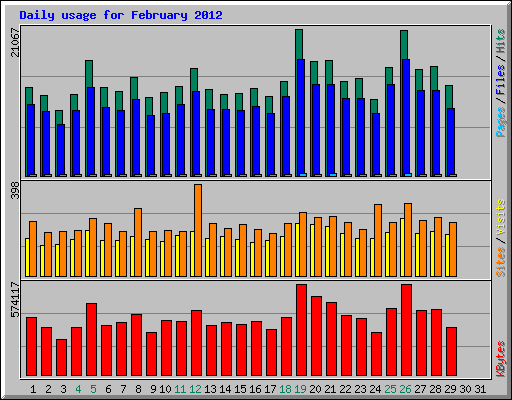 Daily usage for February 2012
21067
Pages / Files / Hits
398
Sites / Visits
574117
KBytes
1 2 3 4 5 6 7 8 9 10 11 12 13 14 15 16 17 18 19 20 21 22 23 24 25 26 27 28 29 30 31